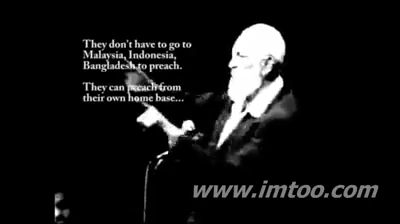 They don't have to go to
Malaysia, Indonesia,
Bangladesh to preach.
They can preach from
their own home base...
www.imtoo.com